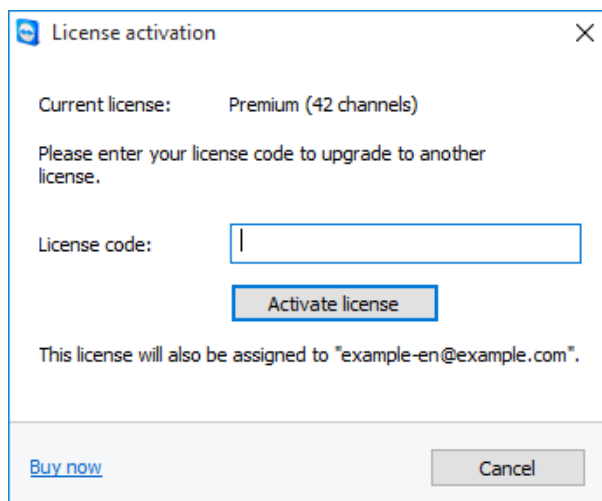 License activation
Current license: Premium (42 channels)
Please enter your license code to upgrade to another
license.
License code:
Activate license
This license will also be assigned to "example-en@example.com".
Buy now Cancel